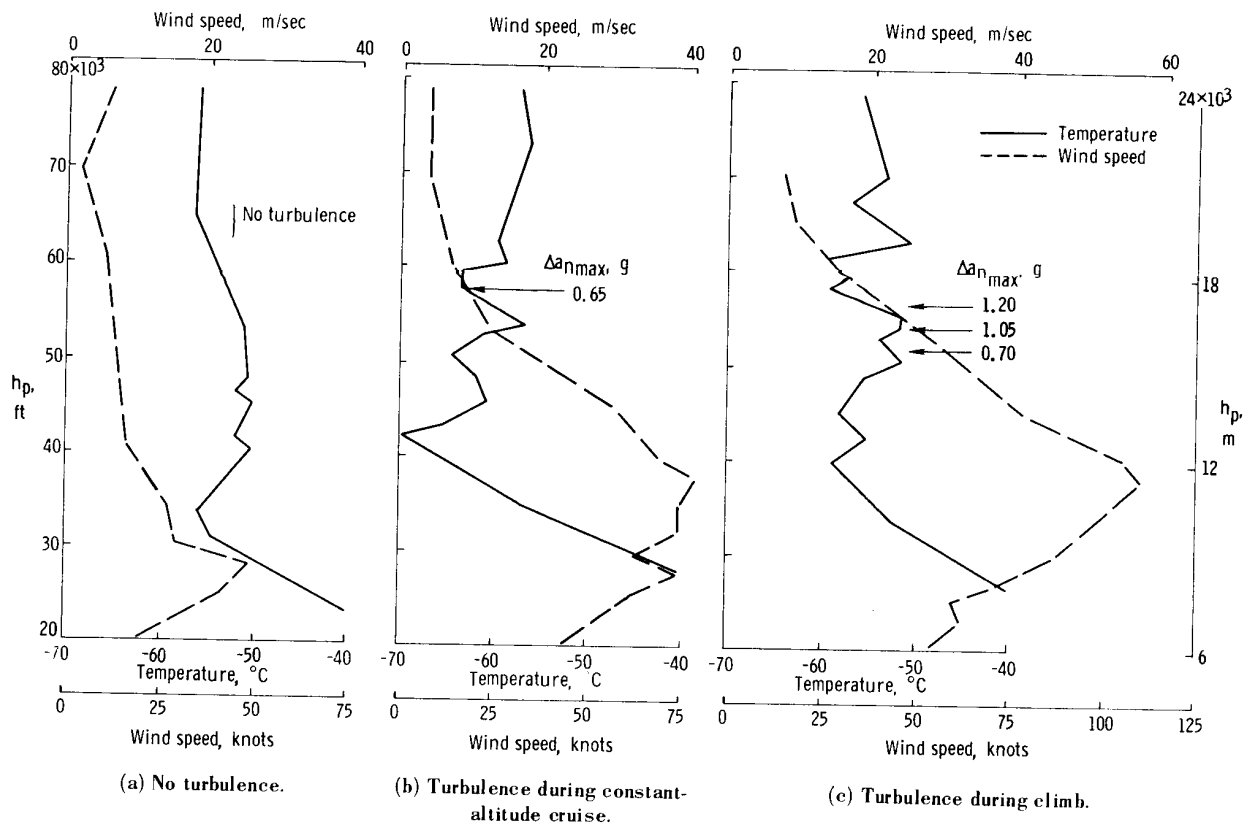 Wind speed, m/sec
0 20 40
80×10³
70
60
50
40
30
20
h_p,
ft
No turbulence
-70 -60 -50 -40
Temperature, °C
0 25 50 75
Wind speed, knots
(a) No turbulence.
Wind speed, m/sec
0 20 40
Δa_nmax, g
0.65
-70 -60 -50 -40
Temperature, °C
0 25 50 75
Wind speed, knots
(b) Turbulence during constant-
altitude cruise.
Wind speed, m/sec
0 20 40 60
24×10³
Temperature
Wind speed
Δa_nmax, g
1.20
1.05
0.70
18
h_p,
m
12
6
-70 -60 -50 -40
Temperature, °C
0 25 50 75 100 125
Wind speed, knots
(c) Turbulence during climb.